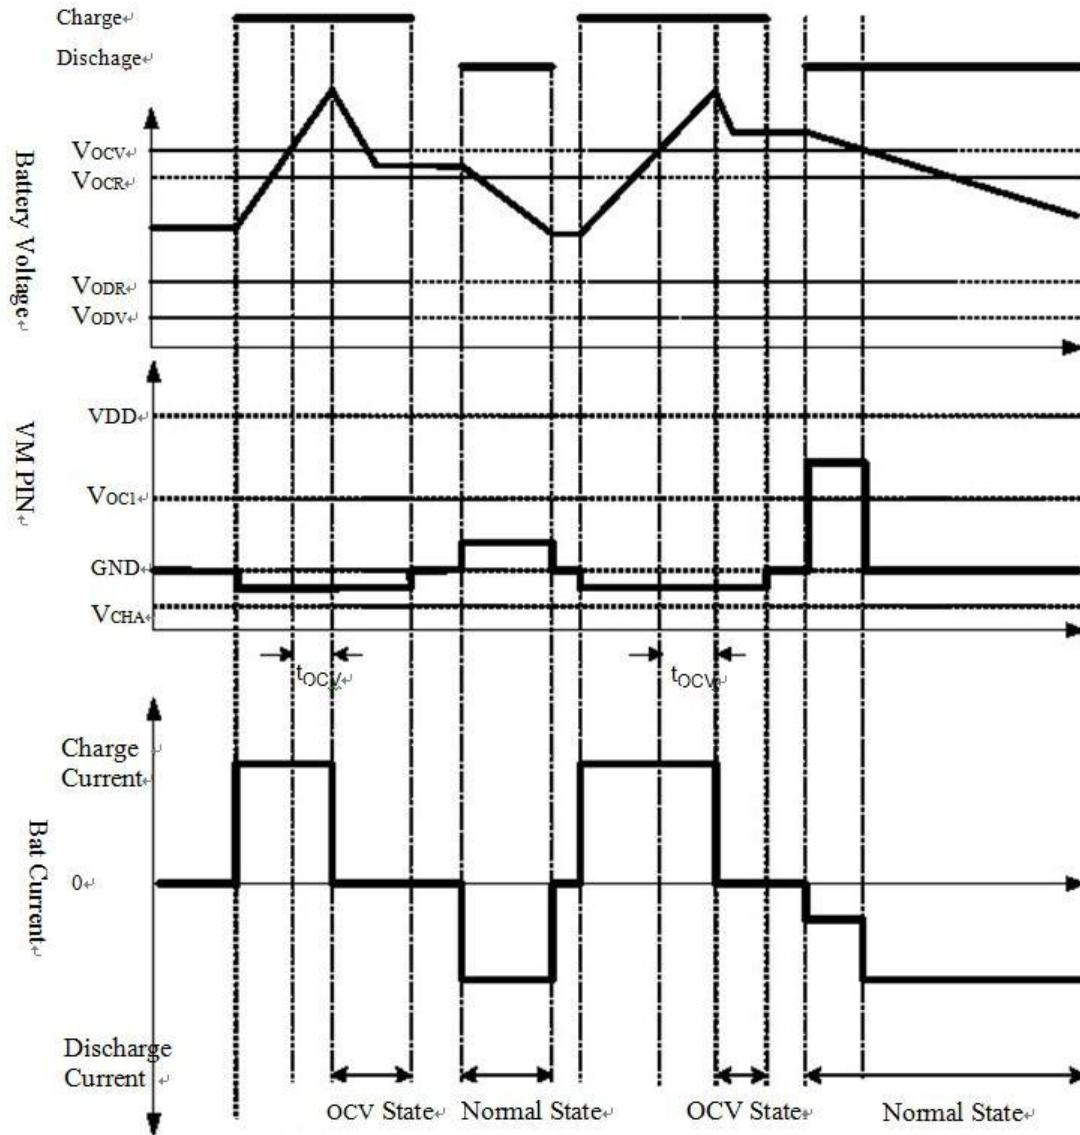 Charge
Dischage
Battery Voltage
VOCV
VOCR
VODR
VODV
VM PIN
VDD
VOC1
GND
VCHA
tOCV
tOCV
Bat Current
Charge
Current
0
Discharge
Current
OCV State
Normal State
OCV State
Normal State